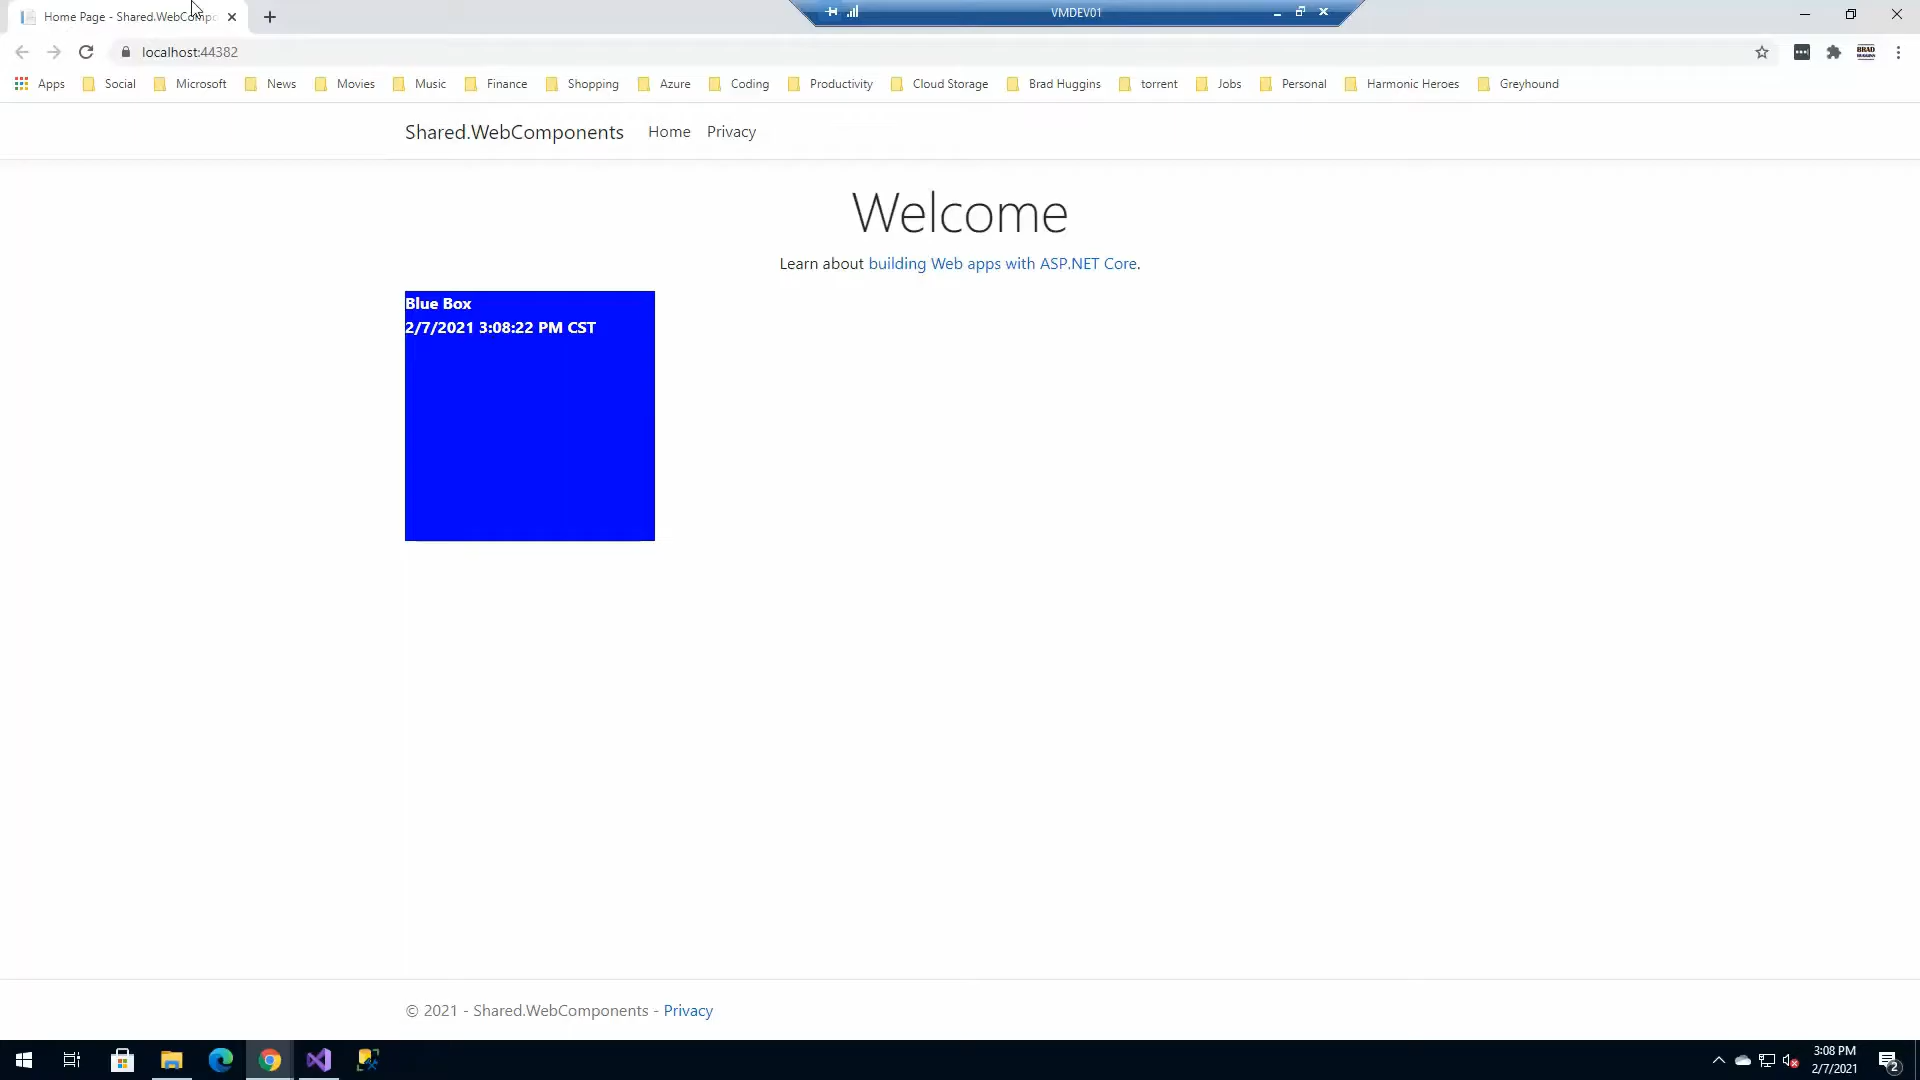 Home Page - Shared.WebCompo
VMDEV01
localhost:44382
BRAD
Apps Social Microsoft News Movies Music Finance Shopping Azure Coding Productivity Cloud Storage Brad Huggins torrent Jobs Personal Harmonic Heroes Greyhound
Shared.WebComponents Home Privacy
Welcome
Learn about building Web apps with ASP.NET Core.
Blue Box
2/7/2021 3:08:22 PM CST
© 2021 - Shared.WebComponents - Privacy
3:08 PM
2/7/2021
2